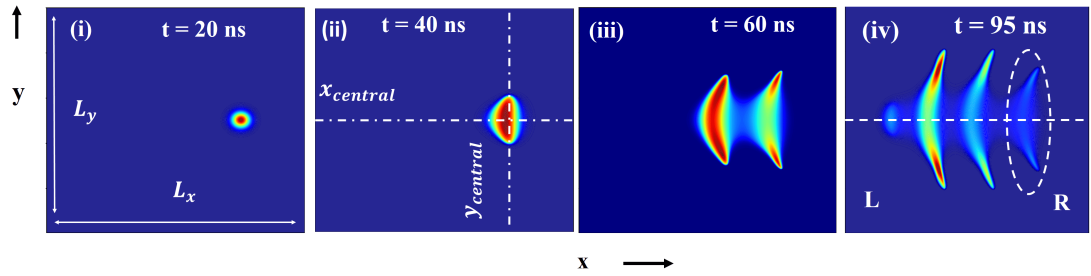 (i) t = 20 ns
(ii) t = 40 ns
(iii) t = 60 ns
(iv) t = 95 ns
y
L_y
L_x
x_central
y_central
L
R
x